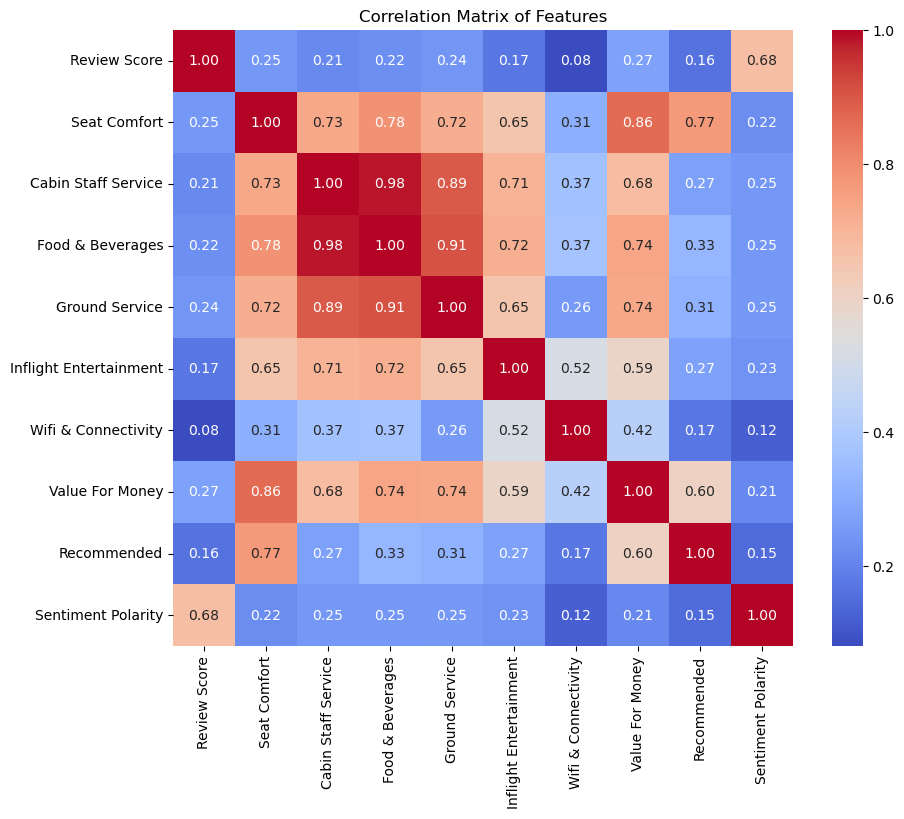 Correlation Matrix of Features
Review Score 1.00 0.25 0.21 0.22 0.24 0.17 0.08 0.27 0.16 0.68
Seat Comfort 0.25 1.00 0.73 0.78 0.72 0.65 0.31 0.86 0.77 0.22
Cabin Staff Service 0.21 0.73 1.00 0.98 0.89 0.71 0.37 0.68 0.27 0.25
Food & Beverages 0.22 0.78 0.98 1.00 0.91 0.72 0.37 0.74 0.33 0.25
Ground Service 0.24 0.72 0.89 0.91 1.00 0.65 0.26 0.74 0.31 0.25
Inflight Entertainment 0.17 0.65 0.71 0.72 0.65 1.00 0.52 0.59 0.27 0.23
Wifi & Connectivity 0.08 0.31 0.37 0.37 0.26 0.52 1.00 0.42 0.17 0.12
Value For Money 0.27 0.86 0.68 0.74 0.74 0.59 0.42 1.00 0.60 0.21
Recommended 0.16 0.77 0.27 0.33 0.31 0.27 0.17 0.60 1.00 0.15
Sentiment Polarity 0.68 0.22 0.25 0.25 0.25 0.23 0.12 0.21 0.15 1.00
Review Score
Seat Comfort
Cabin Staff Service
Food & Beverages
Ground Service
Inflight Entertainment
Wifi & Connectivity
Value For Money
Recommended
Sentiment Polarity
1.0
0.8
0.6
0.4
0.2